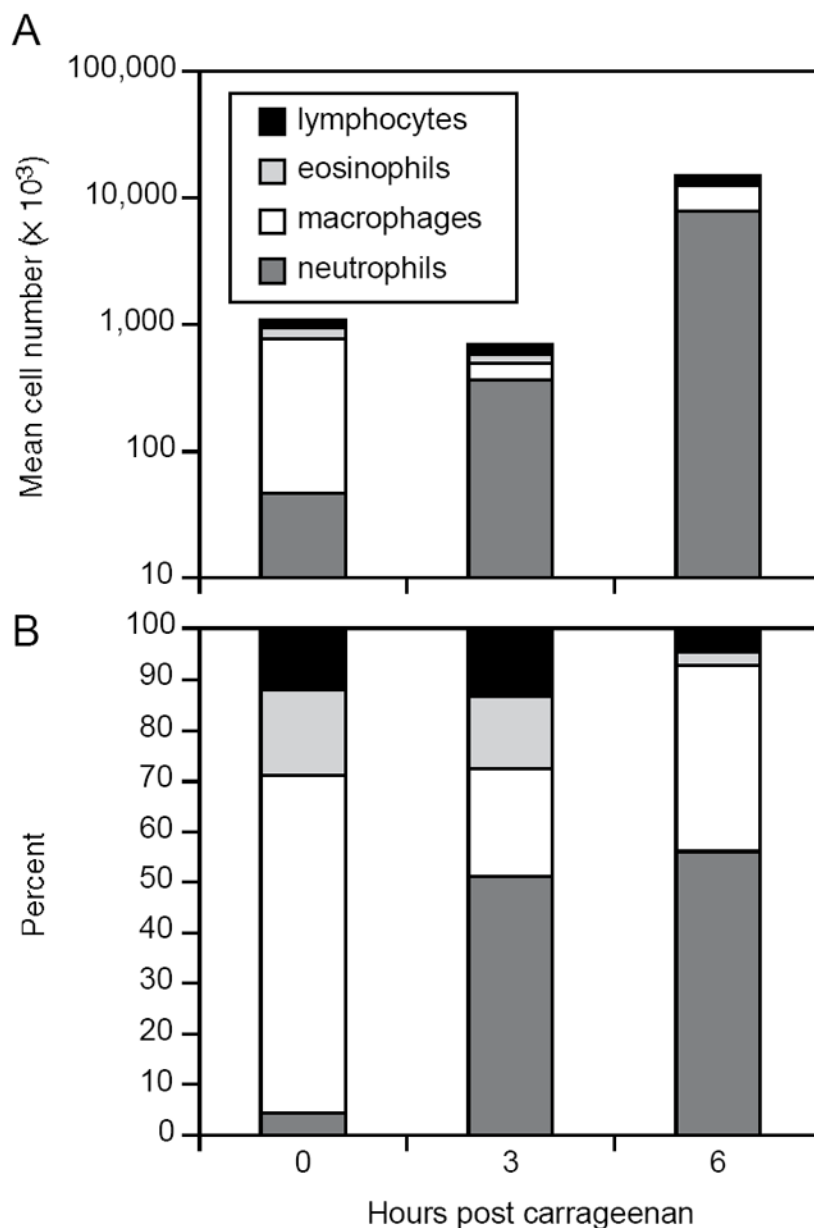 A
Mean cell number (× 10³)
100,000
10,000
1,000
100
10
lymphocytes
eosinophils
macrophages
neutrophils
B
Percent
100
90
80
70
60
50
40
30
20
10
0
0 3 6
Hours post carrageenan